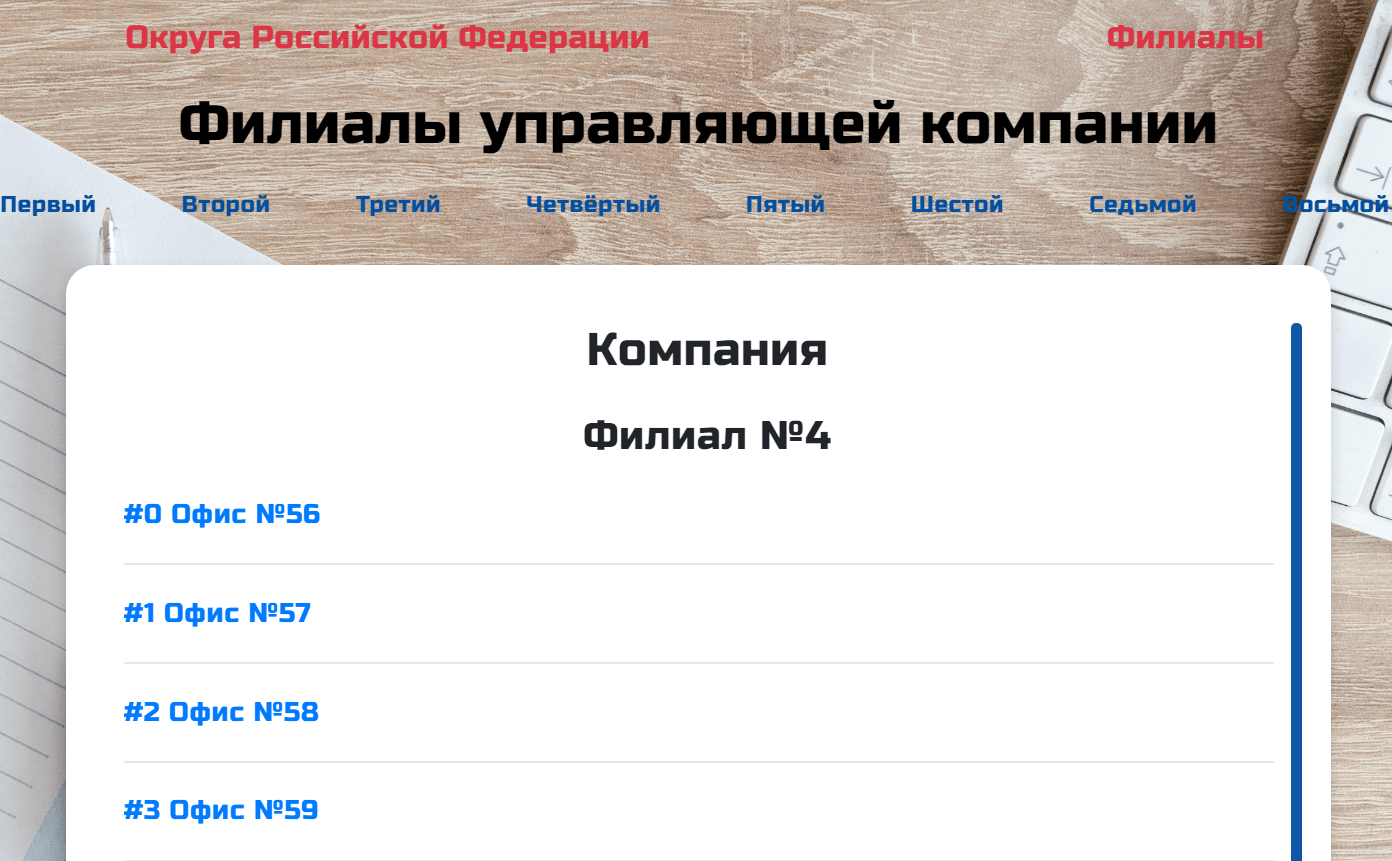 Округа Российской Федерации Филиалы
Филиалы управляющей компании
Первый Второй Третий Четвёртый Пятый Шестой Седьмой Восьмой
Компания
Филиал №4
#0 Офис №56
#1 Офис №57
#2 Офис №58
#3 Офис №59